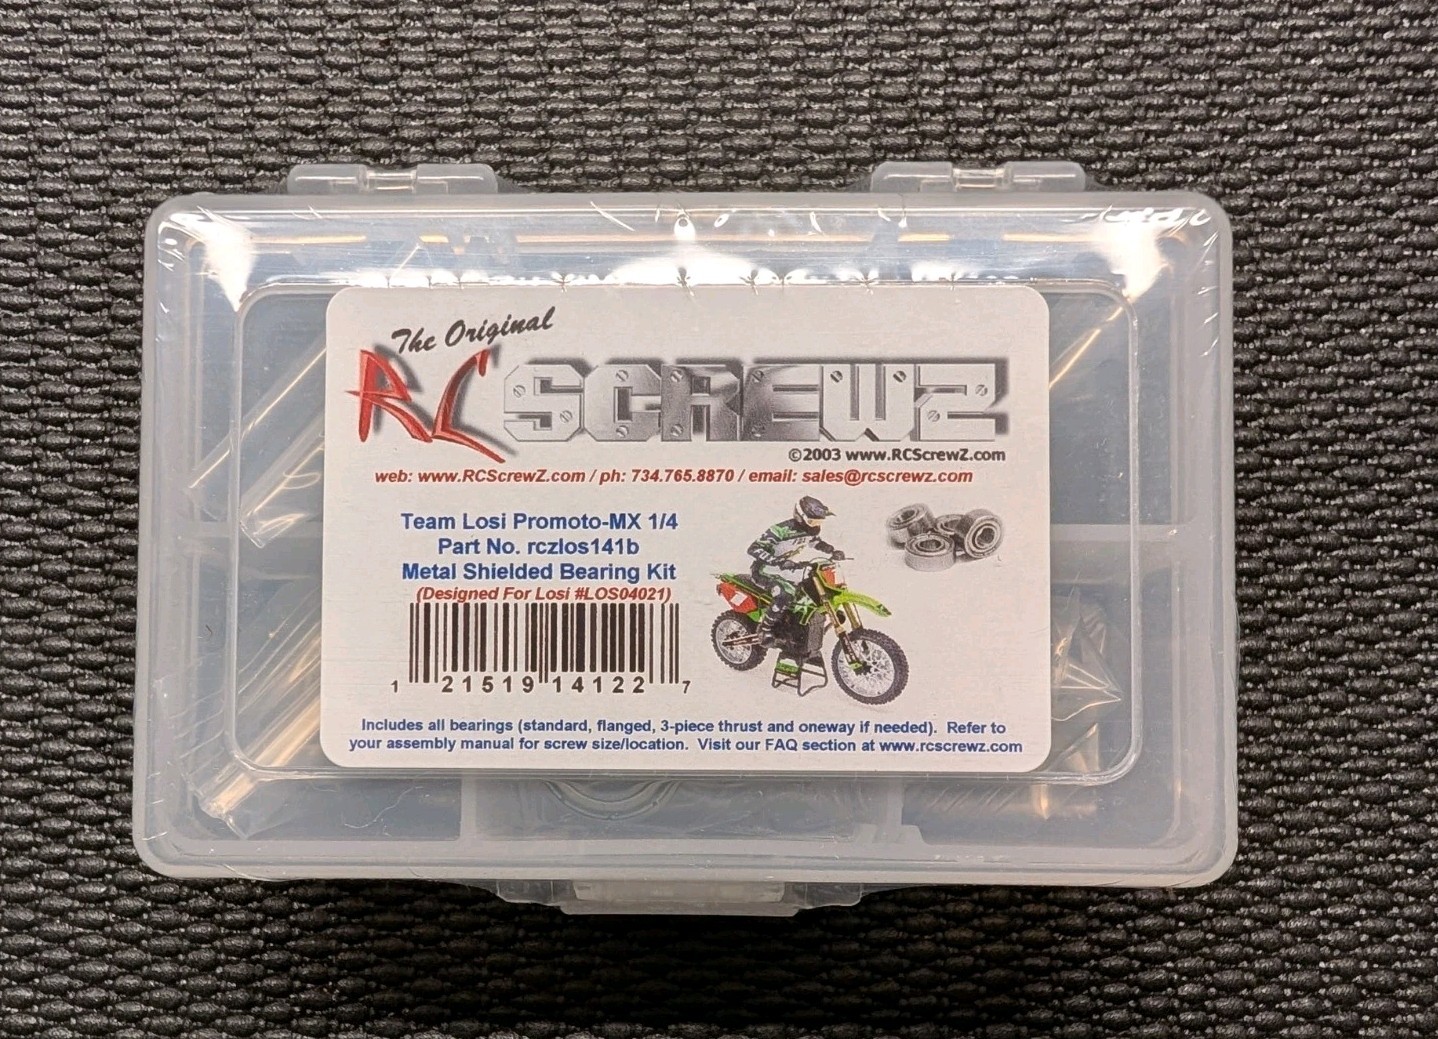 The Original
RC SCREWZ
©2003 www.RCScrewZ.com
web: www.RCScrewZ.com / ph: 734.765.8870 / email: sales@rcscrewz.com
Team Losi Promoto-MX 1/4
Part No. rczlos141b
Metal Shielded Bearing Kit
(Designed For Losi #LOS04021)
1 21519 14122 7
Includes all bearings (standard, flanged, 3-piece thrust and oneway if needed). Refer to
your assembly manual for screw size/location. Visit our FAQ section at www.rcscrewz.com